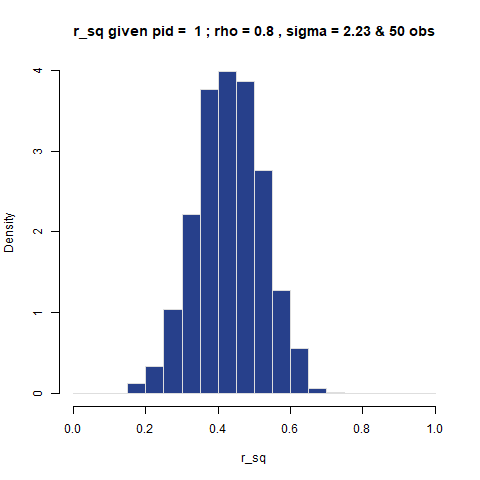 r_sq given pid =  1 ; rho = 0.8 , sigma = 2.23 & 50 obs
4
3
2
1
0
Density
0.0 0.2 0.4 0.6 0.8 1.0
r_sq